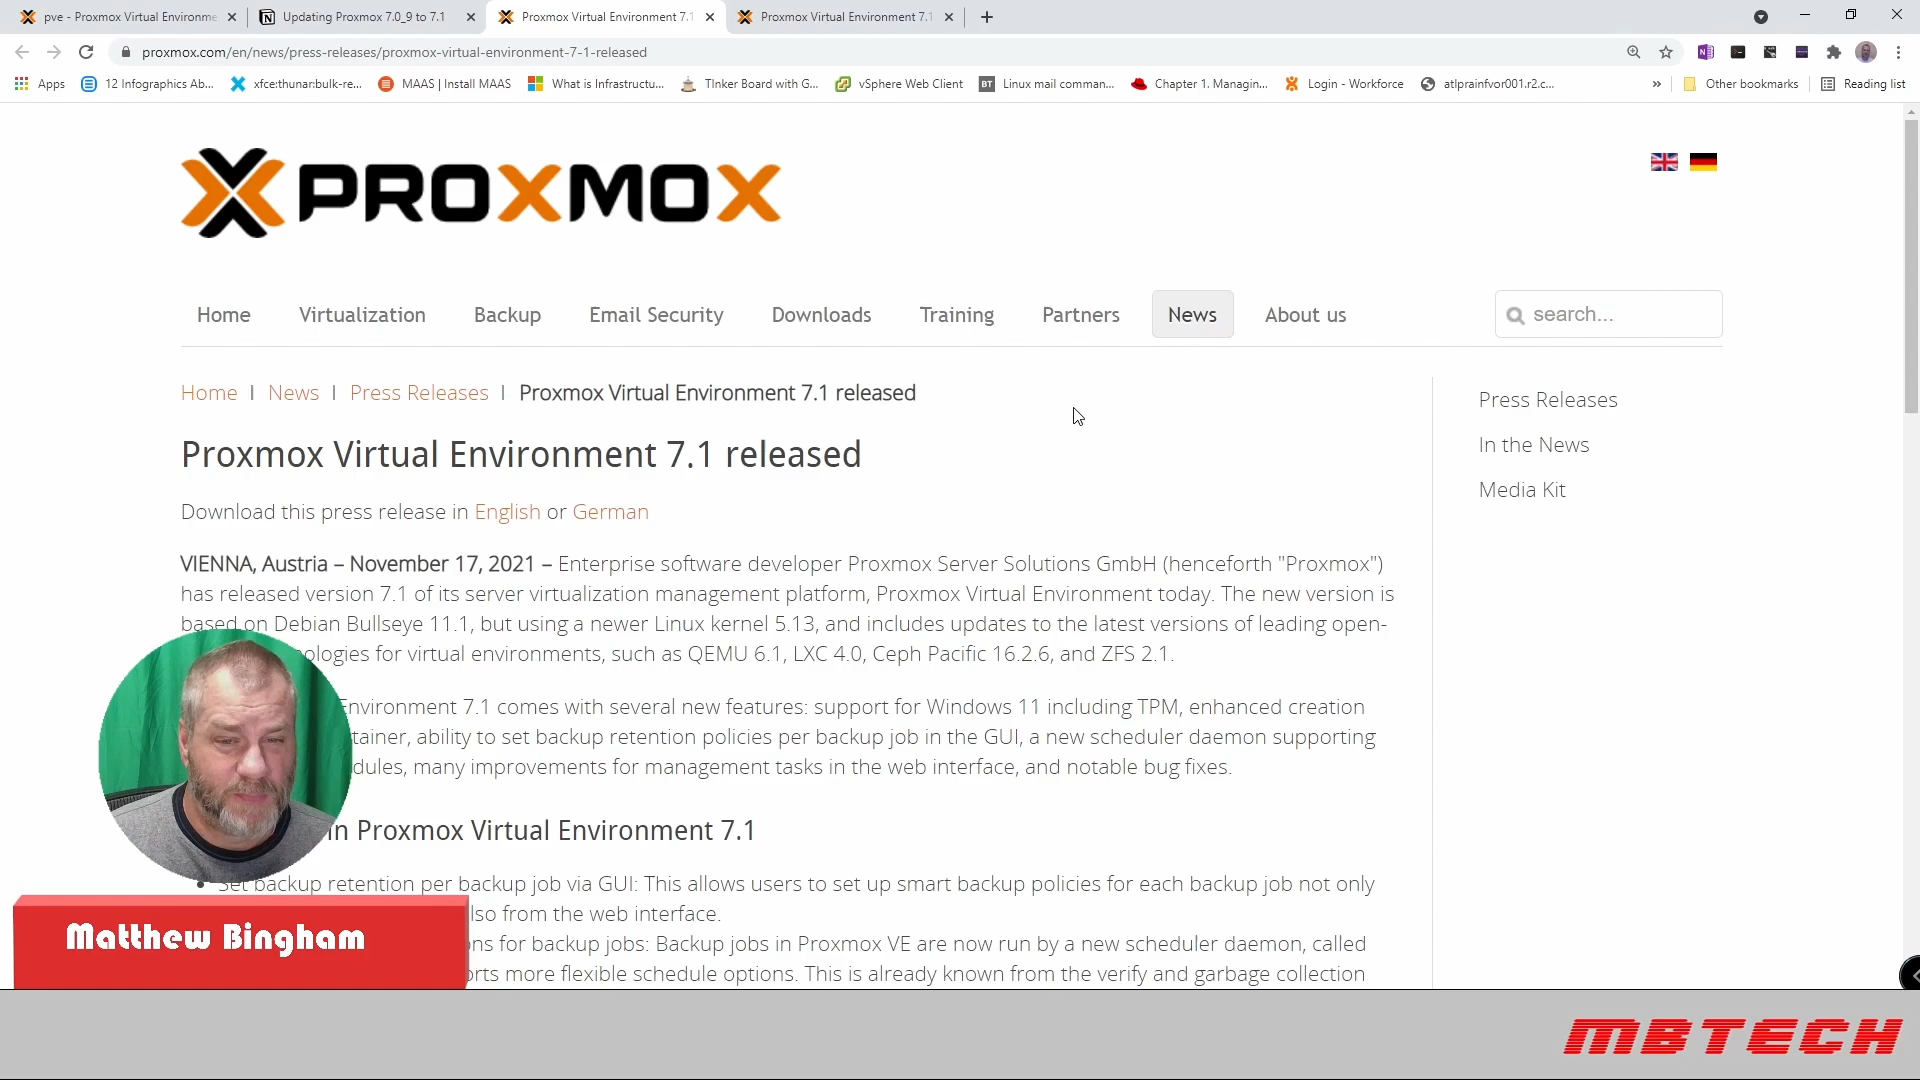 pve - Proxmox Virtual Environme
Updating Proxmox 7.0_9 to 7.1
Proxmox Virtual Environment 7.1
Proxmox Virtual Environment 7.1
proxmox.com/en/news/press-releases/proxmox-virtual-environment-7-1-released
Apps
12 Infographics Ab...
xfce:thunar:bulk-re...
MAAS | Install MAAS
What is Infrastructu...
TInker Board with G...
vSphere Web Client
BT
Linux mail comman...
Chapter 1. Managin...
Login - Workforce
atlprainfvor001.r2.c...
»
Other bookmarks
Reading list
PROXMOX
Home Virtualization Backup Email Security Downloads Training Partners News About us search...
Home | News | Press Releases | Proxmox Virtual Environment 7.1 released
Press Releases
In the News
Media Kit
Proxmox Virtual Environment 7.1 released
Download this press release in English or German
VIENNA, Austria – November 17, 2021 – Enterprise software developer Proxmox Server Solutions GmbH (henceforth "Proxmox")
has released version 7.1 of its server virtualization management platform, Proxmox Virtual Environment today. The new version is
based on Debian Bullseye 11.1, but using a newer Linux kernel 5.13, and includes updates to the latest versions of leading open-
ologies for virtual environments, such as QEMU 6.1, LXC 4.0, Ceph Pacific 16.2.6, and ZFS 2.1.
Environment 7.1 comes with several new features: support for Windows 11 including TPM, enhanced creation
tainer, ability to set backup retention policies per backup job in the GUI, a new scheduler daemon supporting
dules, many improvements for management tasks in the web interface, and notable bug fixes.
in Proxmox Virtual Environment 7.1
Set backup retention per backup job via GUI: This allows users to set up smart backup policies for each backup job not only
lso from the web interface.
ons for backup jobs: Backup jobs in Proxmox VE are now run by a new scheduler daemon, called
orts more flexible schedule options. This is already known from the verify and garbage collection
Matthew Bingham
MBTECH